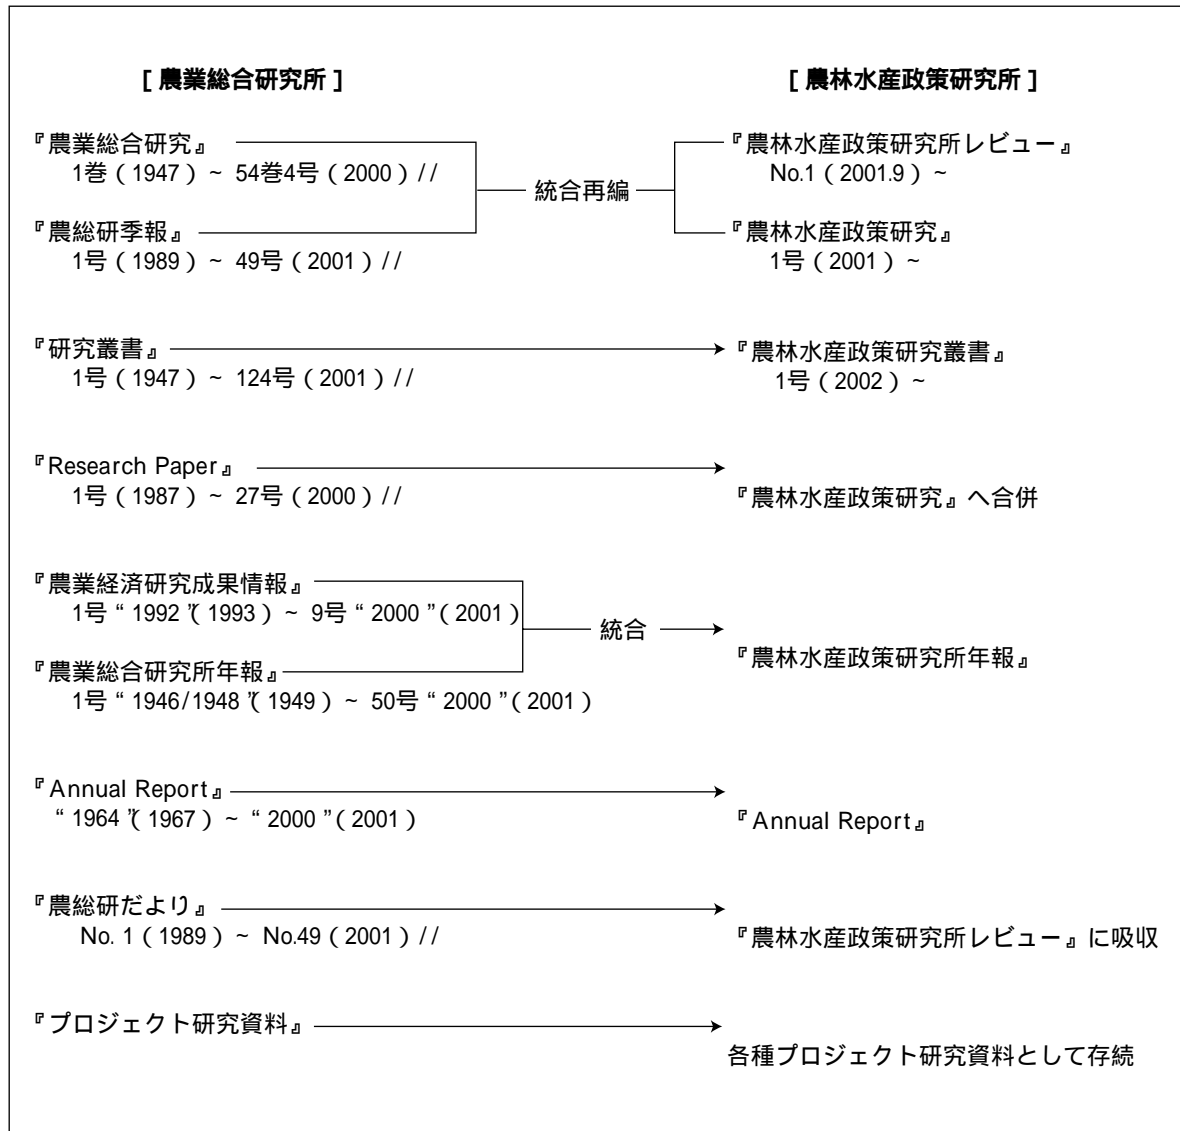 [ 農業総合研究所 ]
[ 農林水産政策研究所 ]
『農業総合研究』
1巻（1947）~ 54巻4号（2000）//
『農総研季報』
1号（1989）~ 49号（2001）//
統合再編
『農林水産政策研究所レビュー』
No.1（2001.9）~
『農林水産政策研究』
1号（2001）~
『研究叢書』
1号（1947）~ 124号（2001）//
『農林水産政策研究叢書』
1号（2002）~
『Research Paper』
1号（1987）~ 27号（2000）//
『農林水産政策研究』へ合併
『農業経済研究成果情報』
1号“1992”（1993）~ 9号“2000”（2001）
『農業総合研究所年報』
1号“1946/1948”（1949）~ 50号“2000”（2001）
統合
『農林水産政策研究所年報』
『Annual Report』
“1964”（1967）~“2000”（2001）
『Annual Report』
『農総研だより』
No. 1（1989）~ No.49（2001）//
『農林水産政策研究所レビュー』に吸収
『プロジェクト研究資料』
各種プロジェクト研究資料として存続